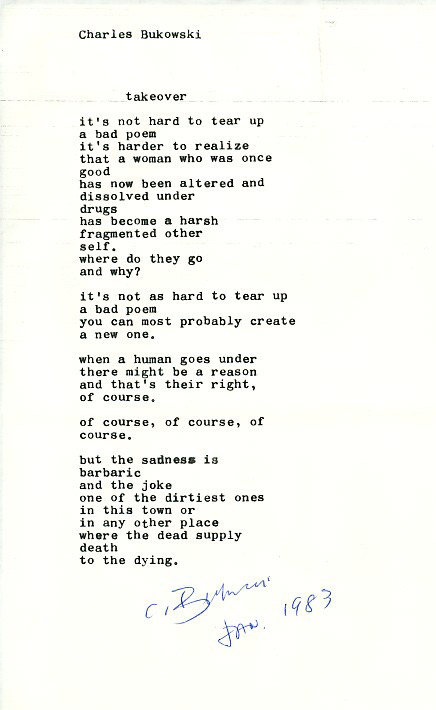 Charles Bukowski
takeover
it's not hard to tear up
a bad poem
it's harder to realize
that a woman who was once
good
has now been altered and
dissolved under
drugs
has become a harsh
fragmented other
self.
where do they go
and why?
it's not as hard to tear up
a bad poem
you can most probably create
a new one.
when a human goes under
there might be a reason
and that's their right,
of course.
of course, of course, of
course.
but the sadness is
barbaric
and the joke
one of the dirtiest ones
in this town or
in any other place
where the dead supply
death
to the dying.
C.
JAN. 1983